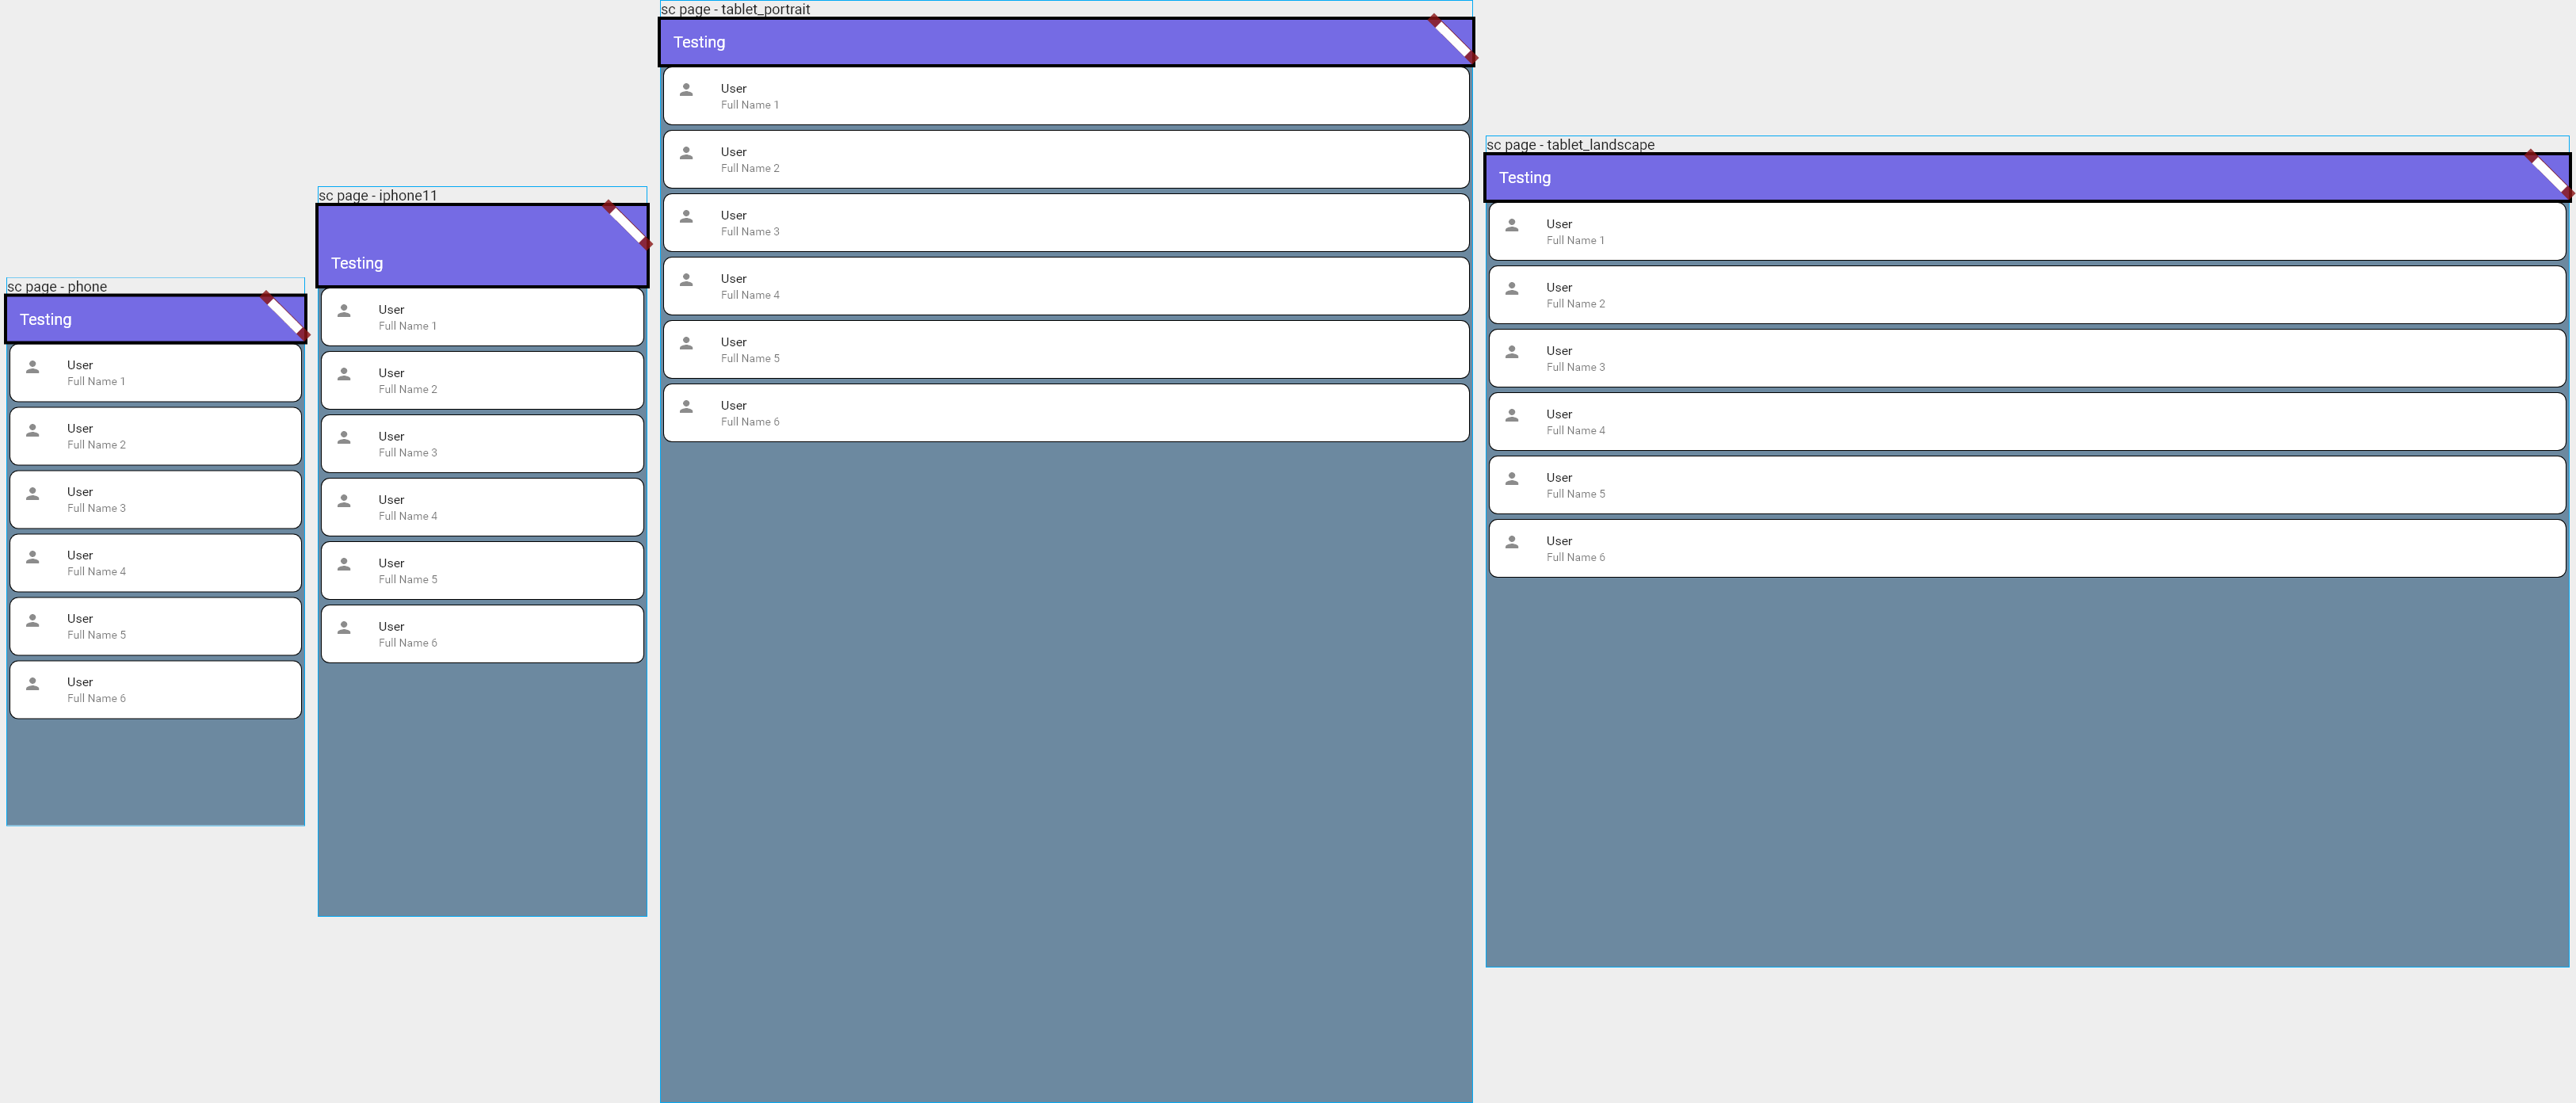 sc page - phone
Testing
User
Full Name 1
User
Full Name 2
User
Full Name 3
User
Full Name 4
User
Full Name 5
User
Full Name 6
sc page - iphone11
Testing
User
Full Name 1
User
Full Name 2
User
Full Name 3
User
Full Name 4
User
Full Name 5
User
Full Name 6
sc page - tablet_portrait
Testing
User
Full Name 1
User
Full Name 2
User
Full Name 3
User
Full Name 4
User
Full Name 5
User
Full Name 6
sc page - tablet_landscape
Testing
User
Full Name 1
User
Full Name 2
User
Full Name 3
User
Full Name 4
User
Full Name 5
User
Full Name 6